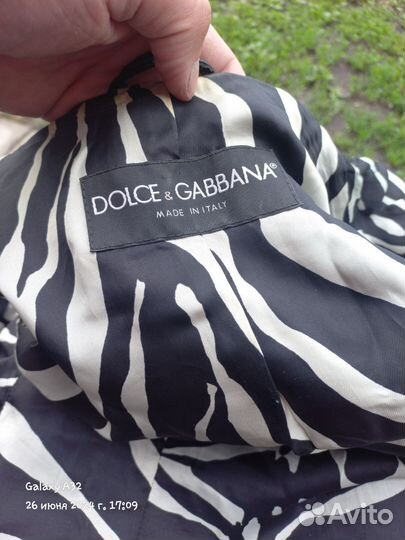 DOLCE & GABBANA®
MADE IN ITALY
Galaxy A32
26 июня 2024 г. 17:09
Avito